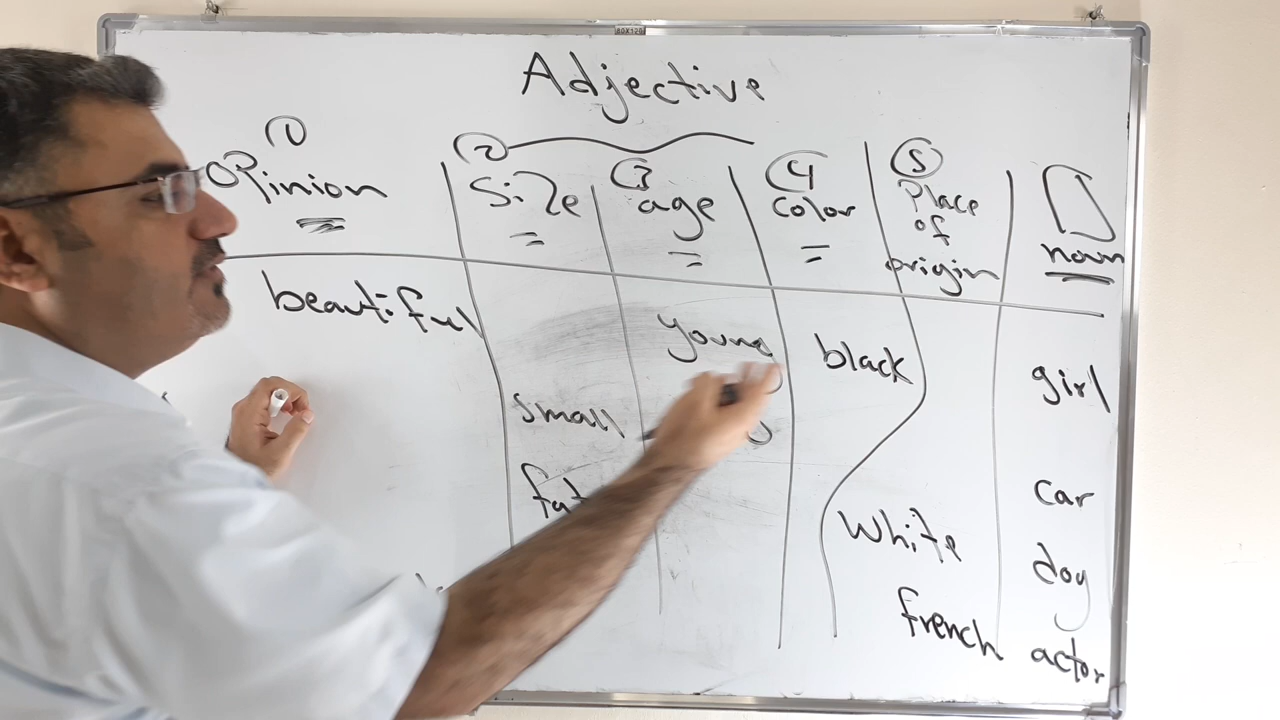 80X120
Adjective
① ② ③ ④ ⑤
Opinion Size age Color Place of origin noun
beautiful young black girl
small car
fat White dog
french actor